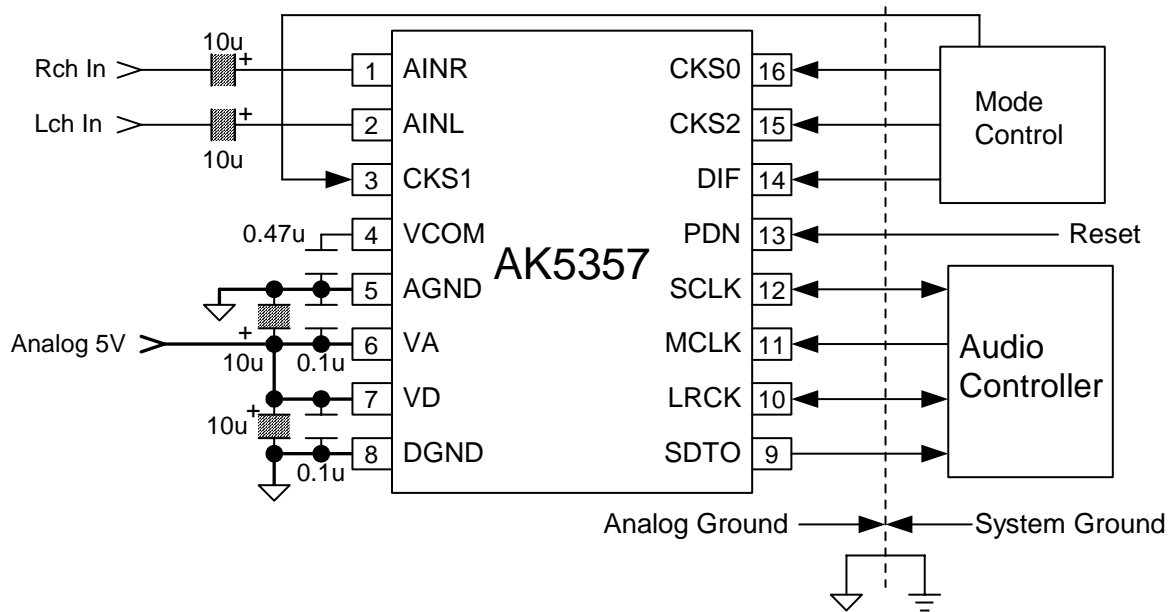 10u
+
Rch In
1 AINR
CKS0 16
Mode
Control
Lch In
+
2 AINL
CKS2 15
10u
3 CKS1
DIF 14
0.47u
4 VCOM
PDN 13
Reset
AK5357
5 AGND
SCLK 12
Analog 5V
+
10u
0.1u
6 VA
MCLK 11
Audio
Controller
7 VD
LRCK 10
10u
+
8 DGND
SDTO 9
0.1u
Analog Ground
System Ground